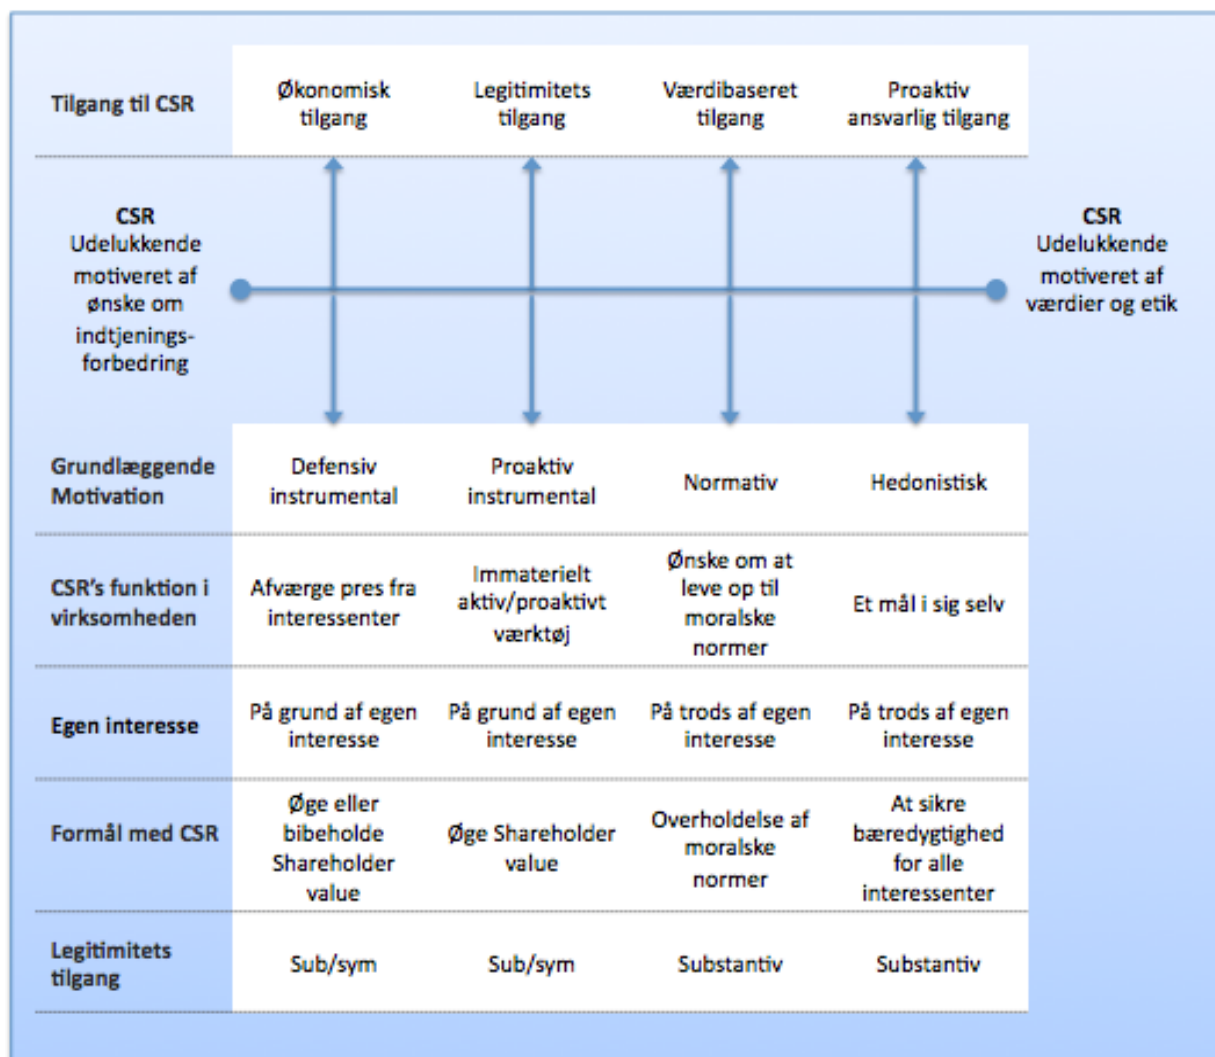 Tilgang til CSR
Økonomisk
tilgang
Legitimitets
tilgang
Værdibaseret
tilgang
Proaktiv
ansvarlig tilgang
CSR
Udelukkende
motiveret af
ønske om
indtjenings-
forbedring
CSR
Udelukkende
motiveret af
værdier og etik
Grundlæggende
Motivation
Defensiv
instrumental
Proaktiv
instrumental
Normativ
Hedonistisk
CSR's funktion i
virksomheden
Afværge pres fra
interessenter
Immaterielt
aktiv/proaktivt
værktøj
Ønske om at
leve op til
moralske
normer
Et mål i sig selv
Egen interesse
På grund af egen
interesse
På grund af egen
interesse
På trods af egen
interesse
På trods af egen
interesse
Formål med CSR
Øge eller
bibeholde
Shareholder
value
Øge Shareholder
value
Overholdelse af
moralske
normer
At sikre
bæredygtighed
for alle
interessenter
Legitimitets
tilgang
Sub/sym
Sub/sym
Substantiv
Substantiv